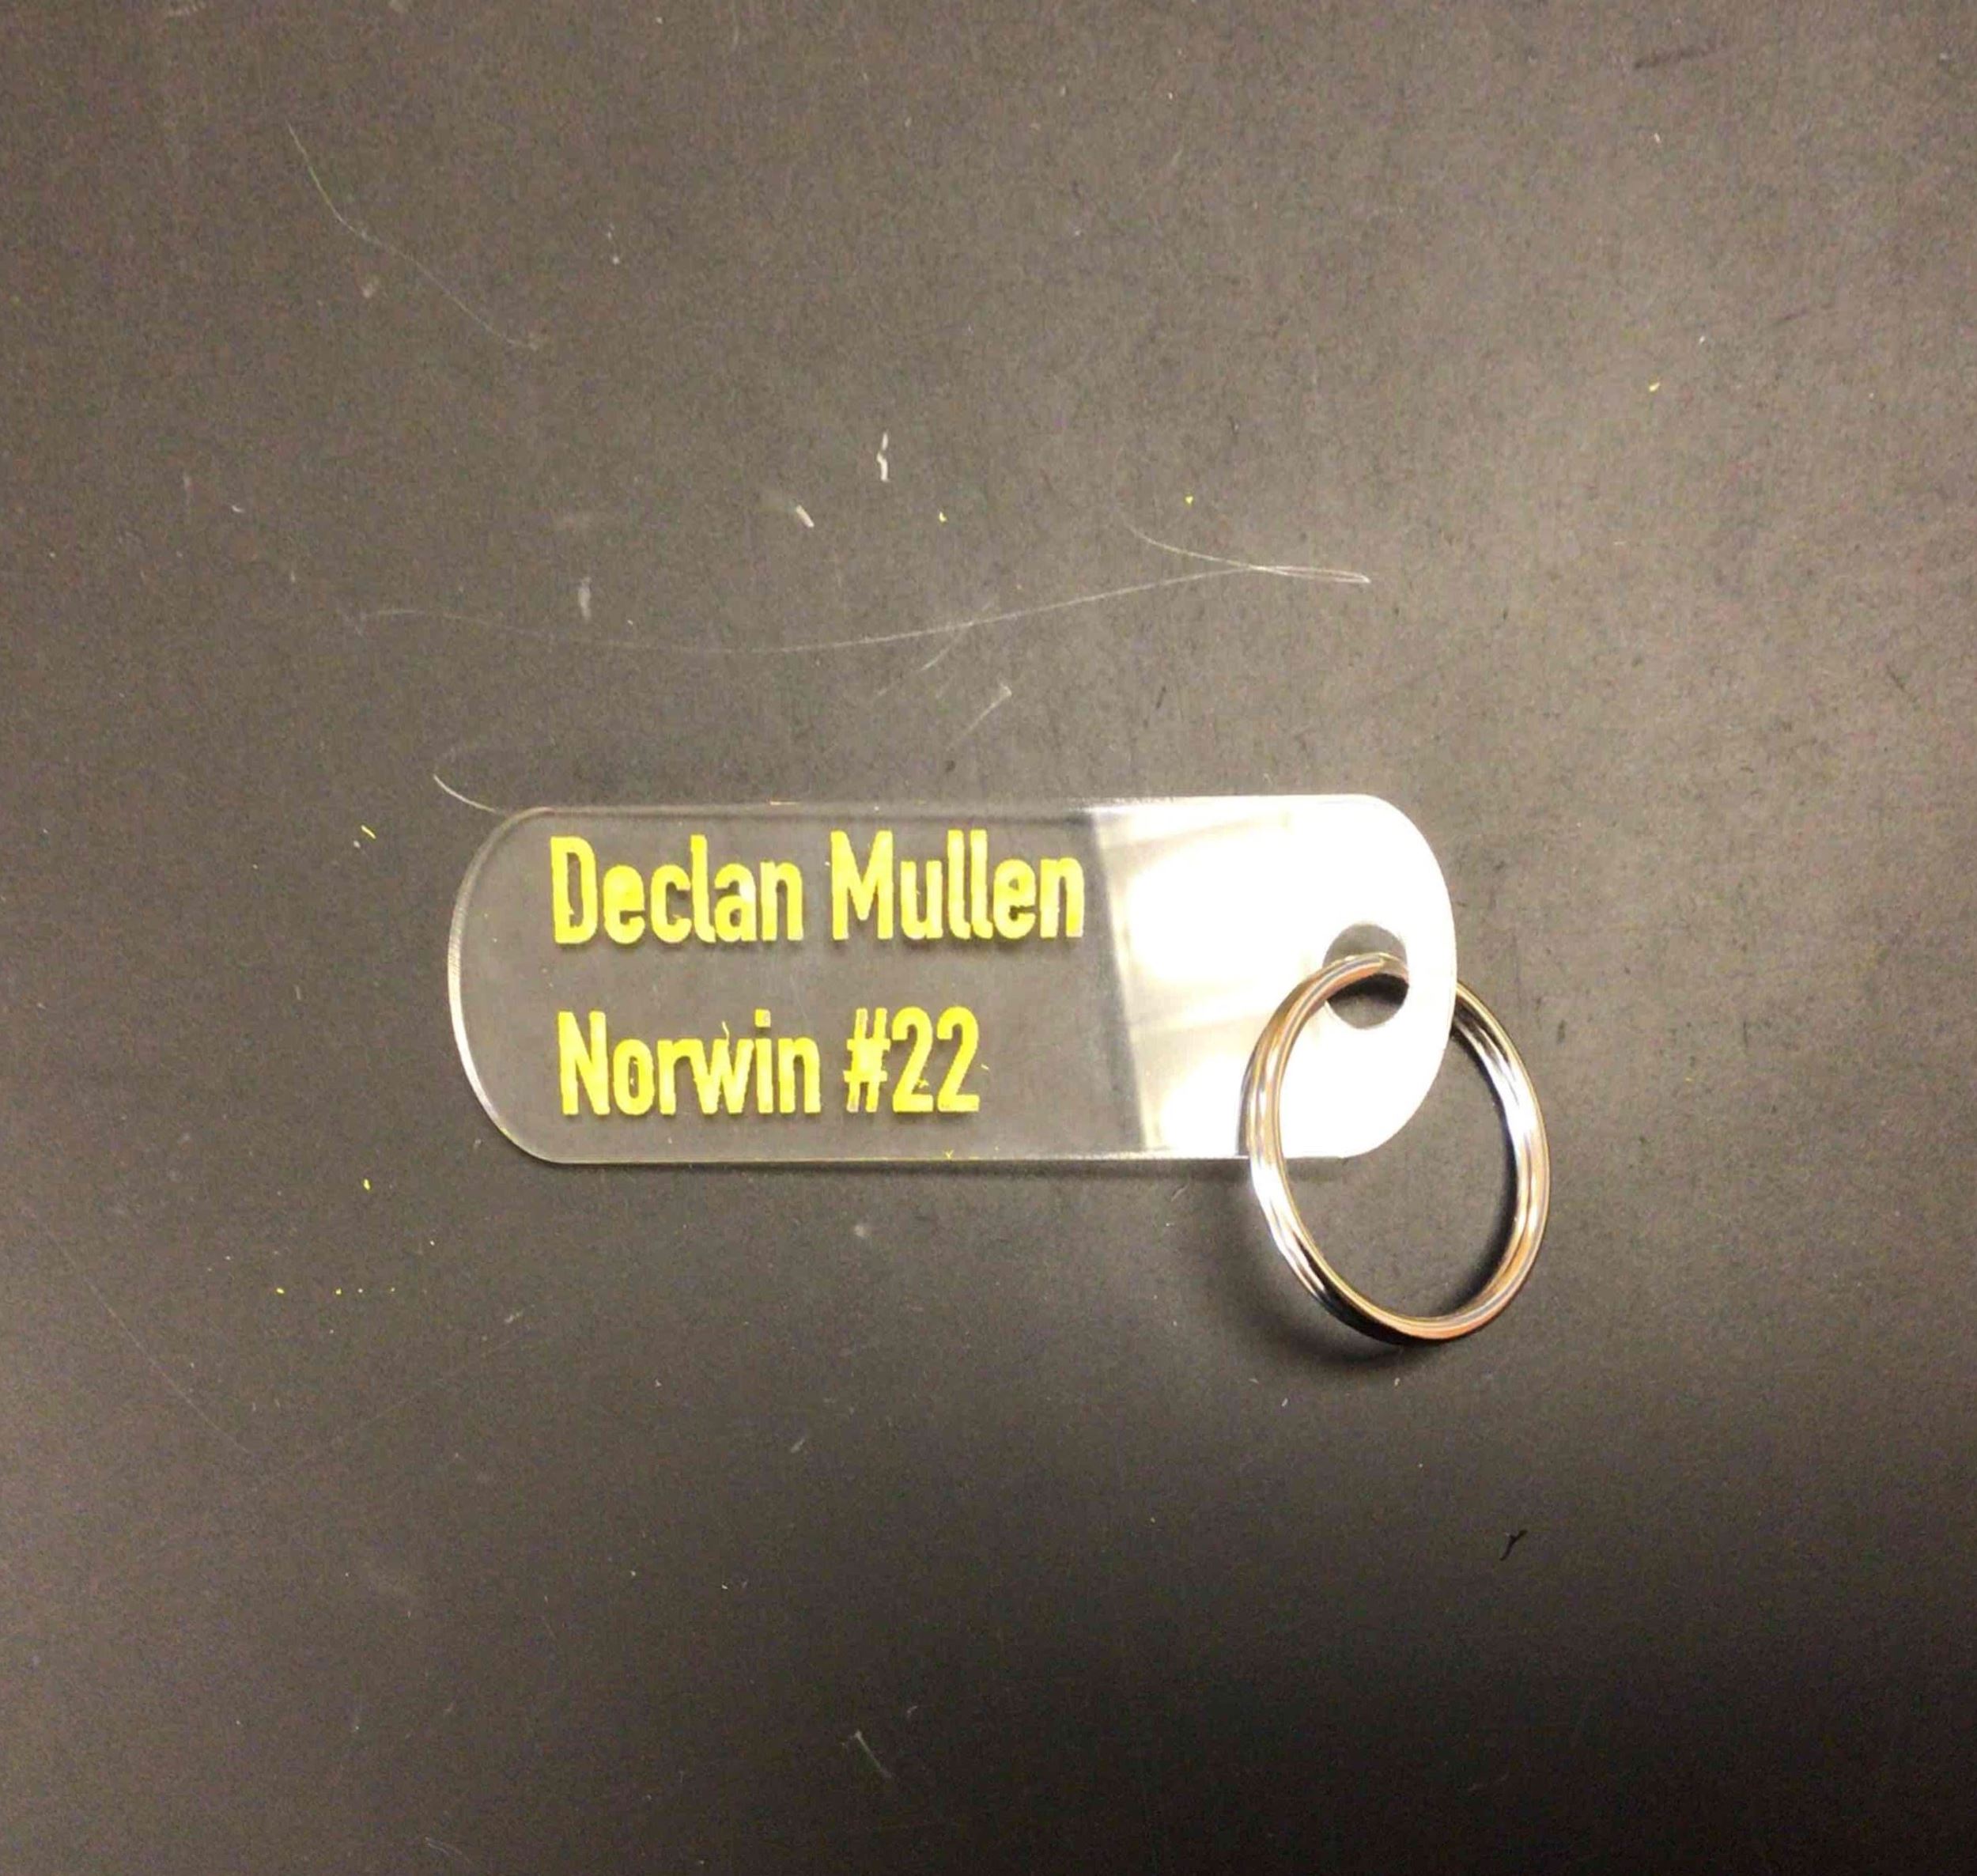 Declan Mullen
Norwin #22